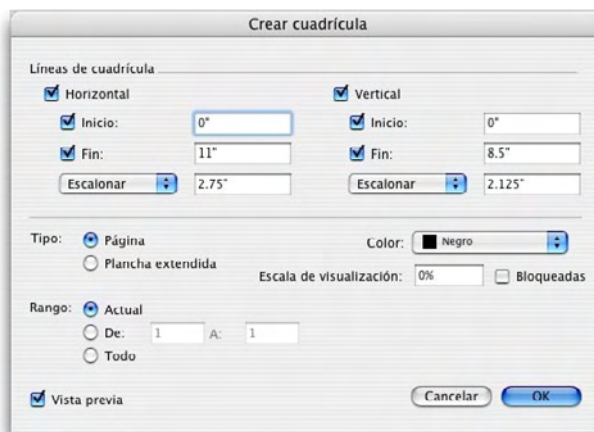 Crear cuadrícula
Líneas de cuadrícula
Horizontal
Inicio: 0"
Fin: 11"
Escalonar 2.75"
Vertical
Inicio: 0"
Fin: 8.5"
Escalonar 2.125"
Tipo: Página
Plancha extendida
Color: Negro
Escala de visualización: 0% Bloqueadas
Rango: Actual
De: 1 A: 1
Todo
Vista previa
Cancelar OK